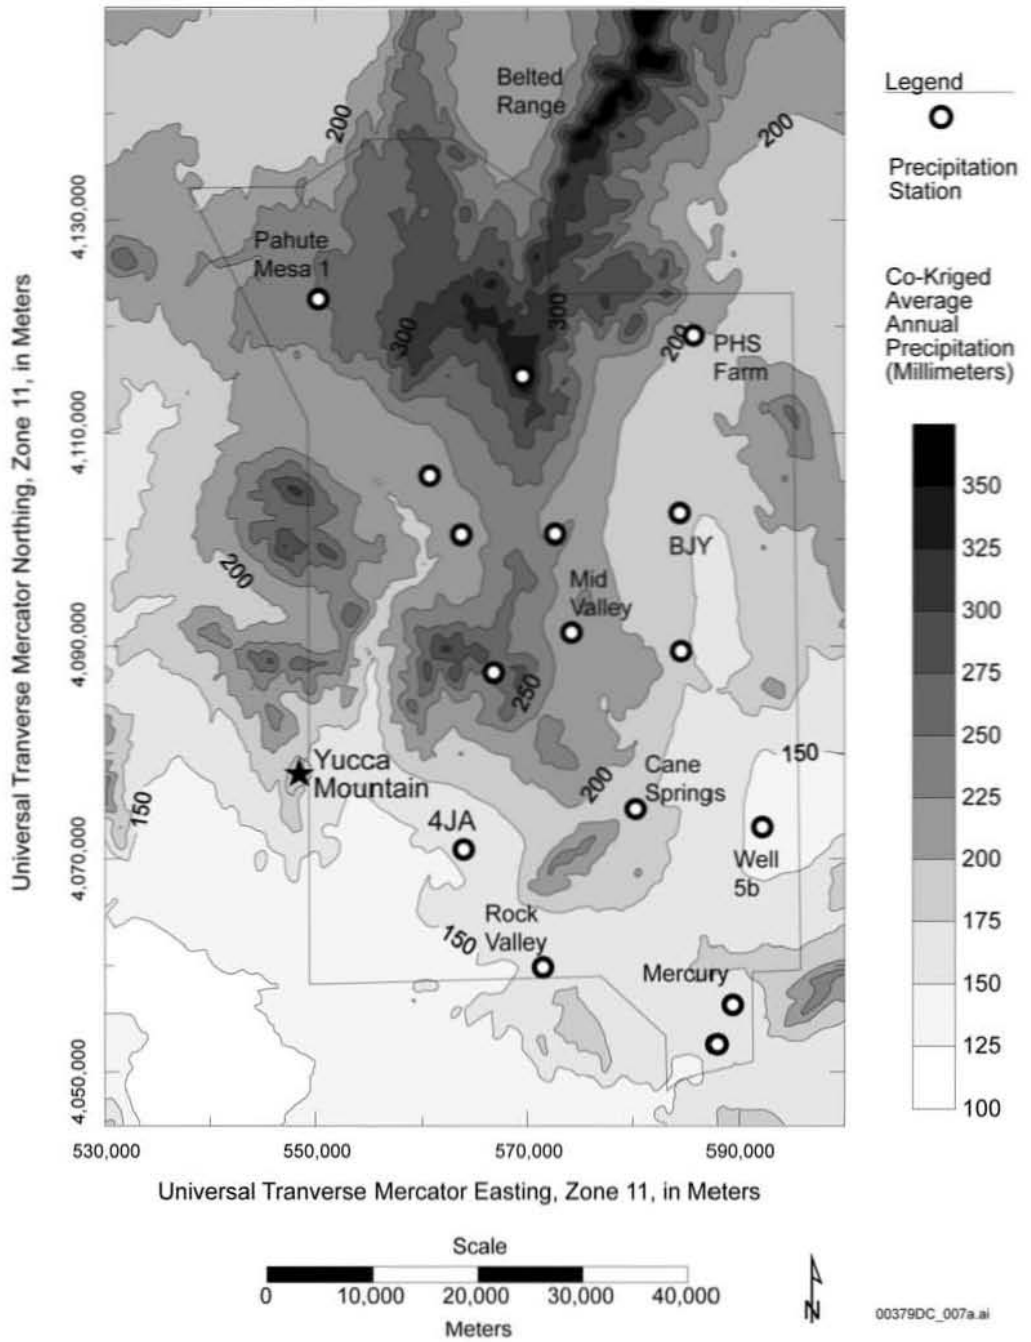 Belted
Range
200
200
Pahute
Mesa 1
300
300
200
PHS
Farm
200
BJY
Mid
Valley
250
Yucca
Mountain
150
4JA
200
Cane
Springs
150
Well
5b
150
Rock
Valley
Mercury
4,130,000
4,110,000
4,090,000
4,070,000
4,050,000
Universal Tranverse Mercator Northing, Zone 11, in Meters
530,000
550,000
570,000
590,000
Universal Tranverse Mercator Easting, Zone 11, in Meters
Legend
Precipitation
Station
Co-Kriged
Average
Annual
Precipitation
(Millimeters)
350
325
300
275
250
225
200
175
150
125
100
Scale
0
10,000
20,000
30,000
40,000
Meters
N
00379DC_007a.ai